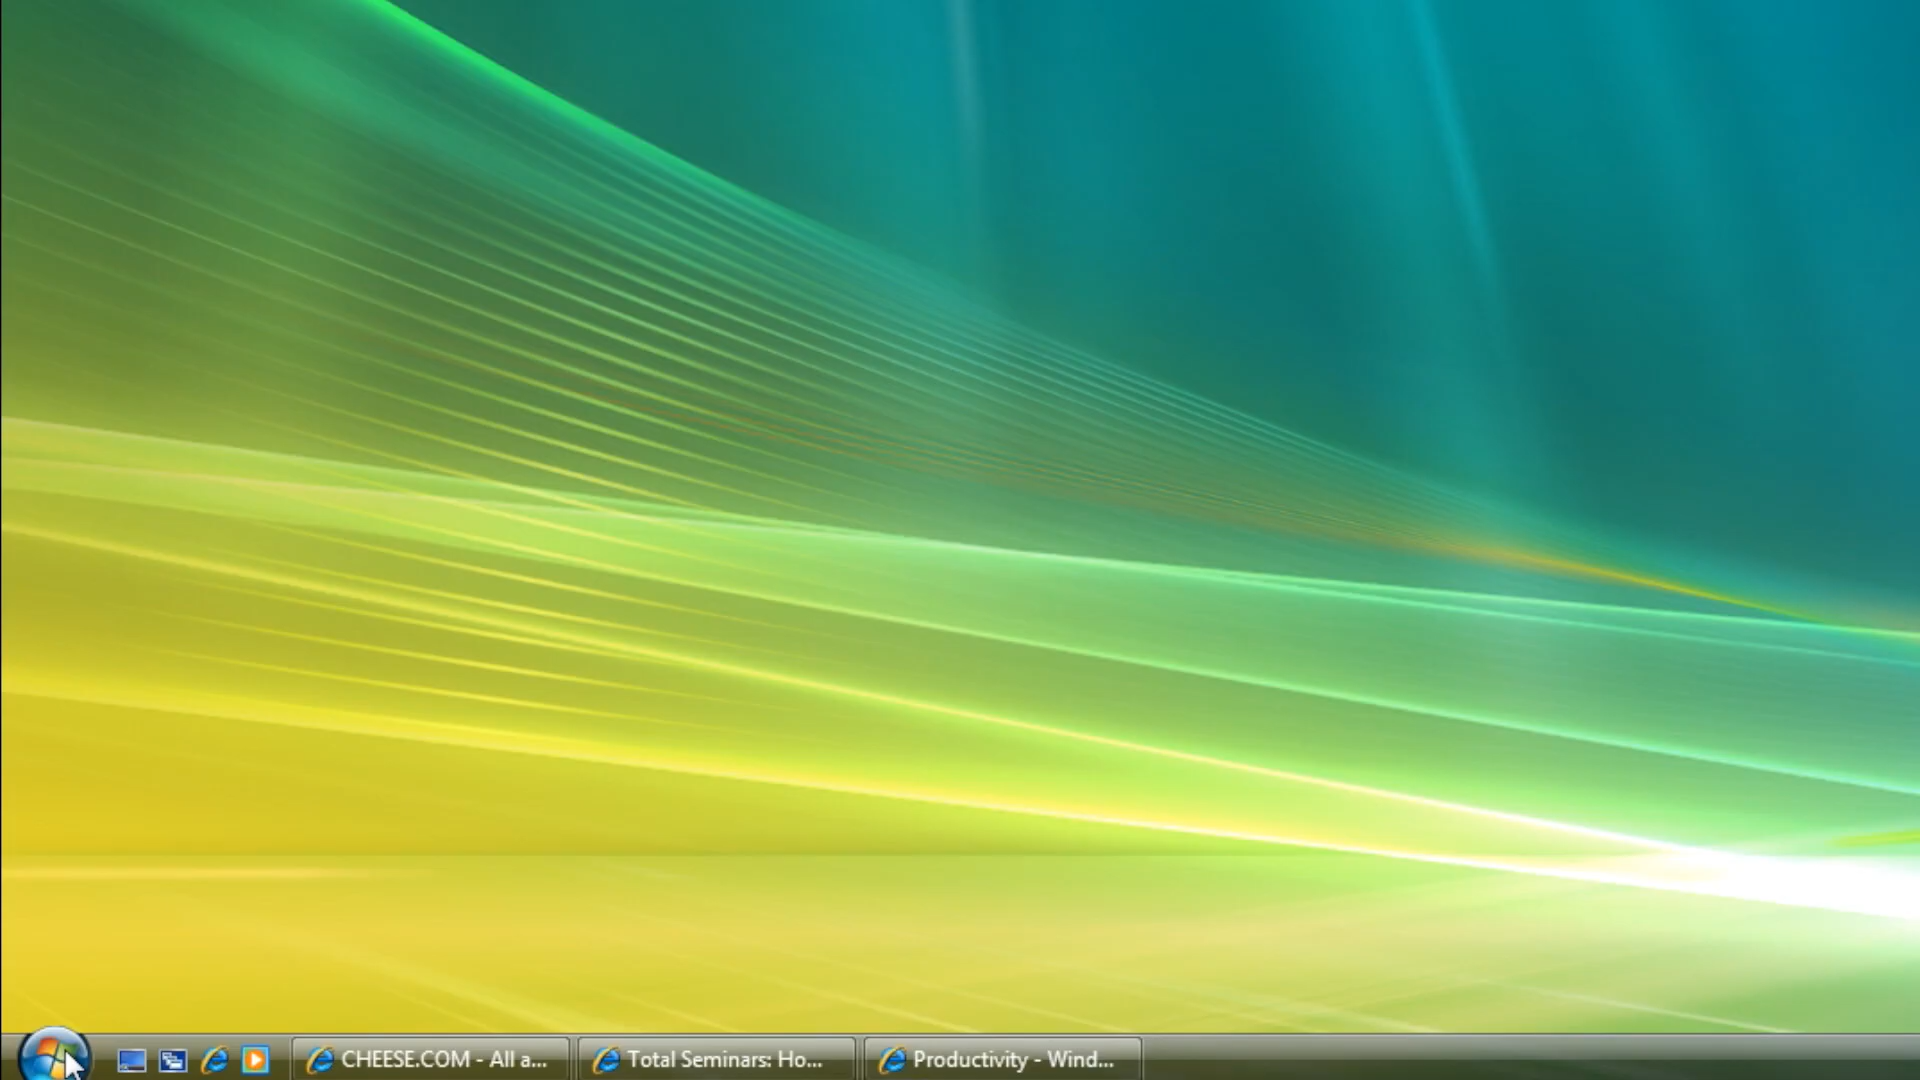 CHEESE.COM - All a...
Total Seminars: Ho...
Productivity - Wind...